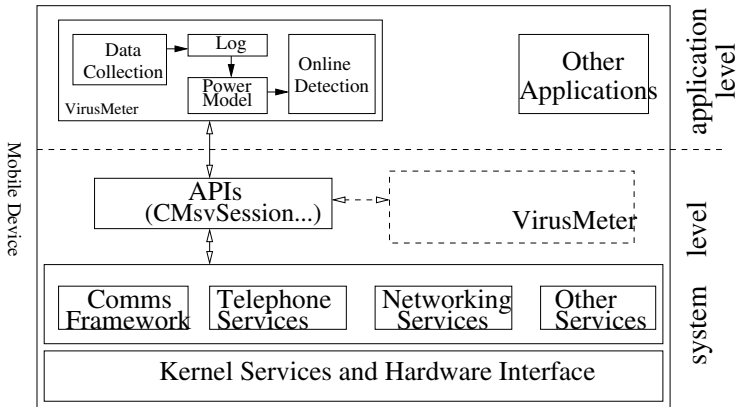 Data
Collection
Log
Power
Model
Online
Detection
VirusMeter
Other
Applications
application
level
Mobile Device
APIs
(CMsvSession...)
VirusMeter
system level
Comms
Framework
Telephone
Services
Networking
Services
Other
Services
Kernel Services and Hardware Interface